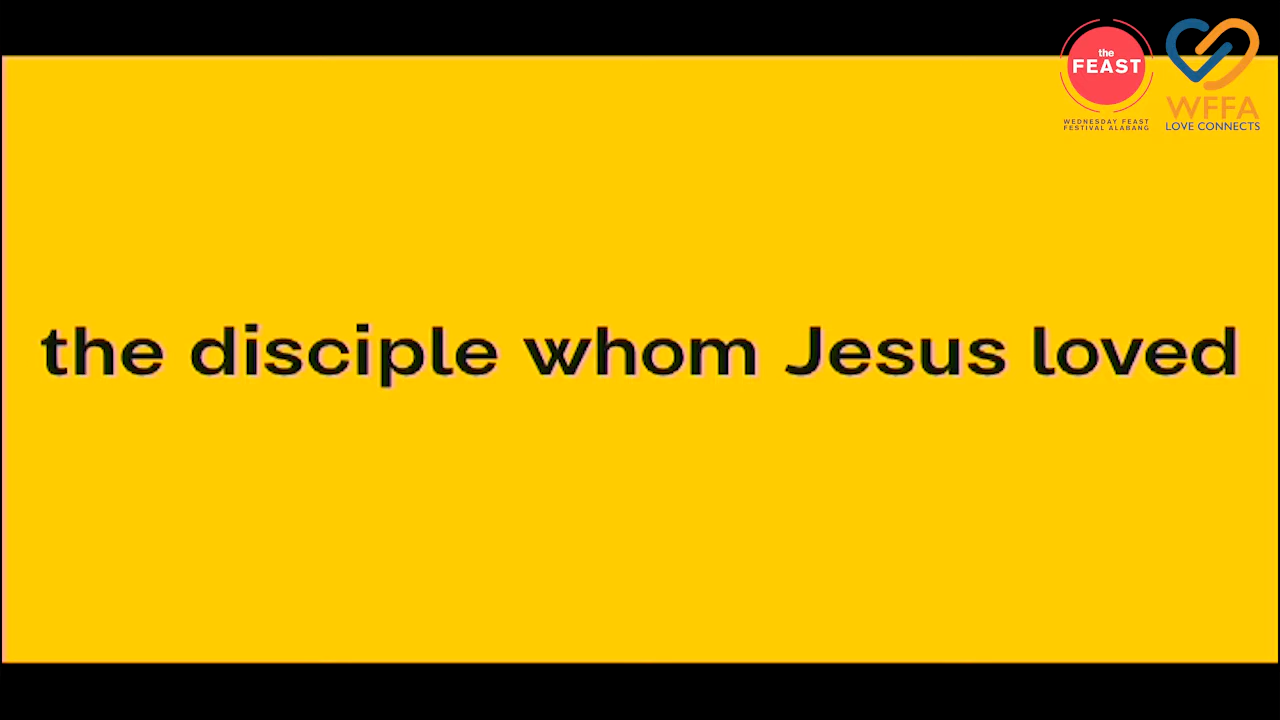 the
FEAST
WEDNESDAY FEAST
FESTIVAL ALABANG
WFFA
LOVE CONNECTS
the disciple whom Jesus loved